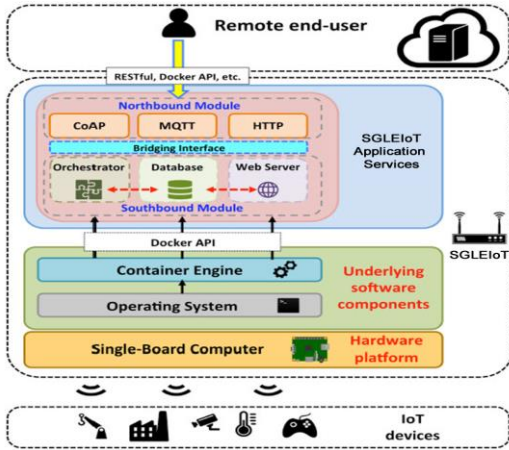 Remote end-user
RESTful, Docker API, etc.
Northbound Module
CoAP
MQTT
HTTP
Bridging Interface
SGLEIoT
Application
Services
Orchestrator
Database
Web Server
Southbound Module
Docker API
SGLEIoT
Container Engine
Operating System
Underlying
software
components
Single-Board Computer
Hardware
platform
IoT
devices